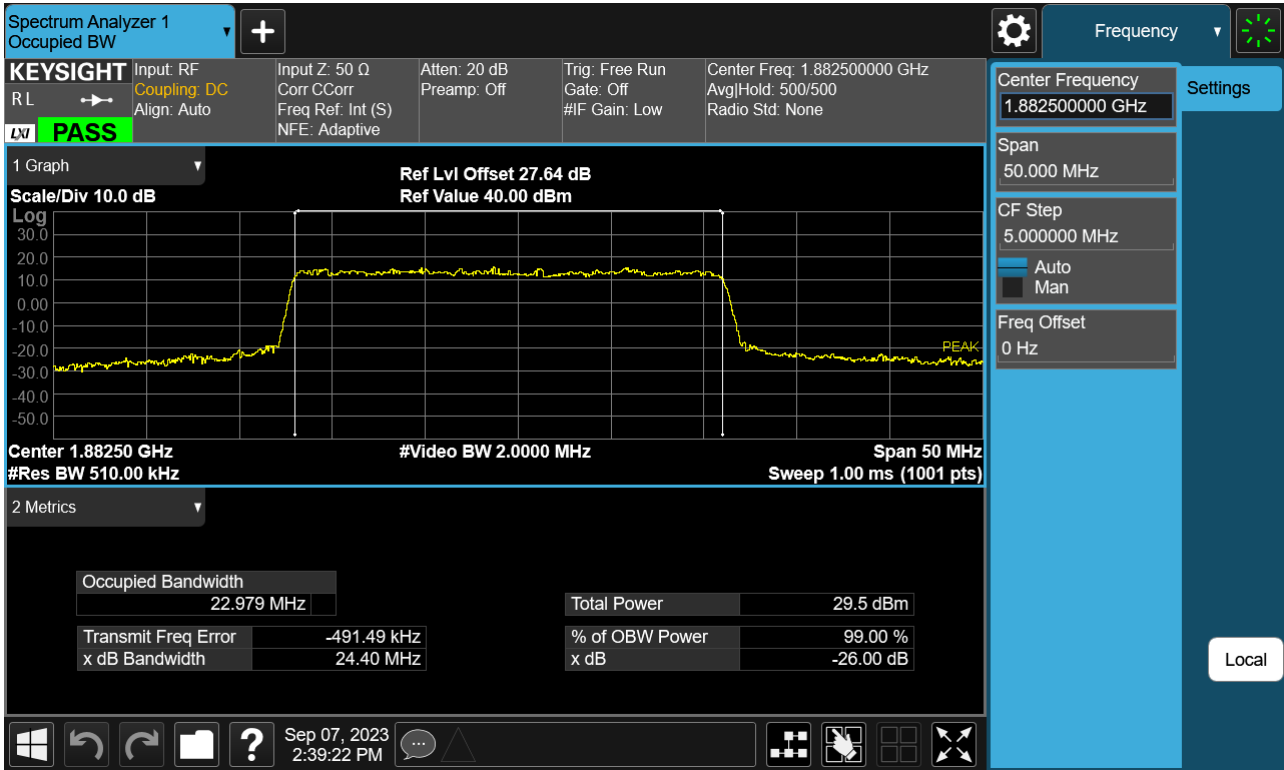 Spectrum Analyzer 1
Occupied BW
Frequency
KEYSIGHT
R L
LXI PASS
Input: RF
Coupling: DC
Align: Auto
Input Z: 50 Ω
Corr CCorr
Freq Ref: Int (S)
NFE: Adaptive
Atten: 20 dB
Preamp: Off
Trig: Free Run
Gate: Off
#IF Gain: Low
Center Freq: 1.882500000 GHz
Avg|Hold: 500/500
Radio Std: None
Center Frequency
1.882500000 GHz
Settings
Span
50.000 MHz
CF Step
5.000000 MHz
Auto
Man
Freq Offset
0 Hz
Local
1 Graph
Scale/Div 10.0 dB
Ref Lvl Offset 27.64 dB
Ref Value 40.00 dBm
Log
30.0
20.0
10.0
0.00
-10.0
-20.0
-30.0
-40.0
-50.0
PEAK
Center 1.88250 GHz
#Video BW 2.0000 MHz
Span 50 MHz
#Res BW 510.00 kHz
Sweep 1.00 ms (1001 pts)
2 Metrics
Occupied Bandwidth
22.979 MHz
Total Power 29.5 dBm
Transmit Freq Error -491.49 kHz
% of OBW Power 99.00 %
x dB Bandwidth 24.40 MHz
x dB -26.00 dB
?
Sep 07, 2023
2:39:22 PM